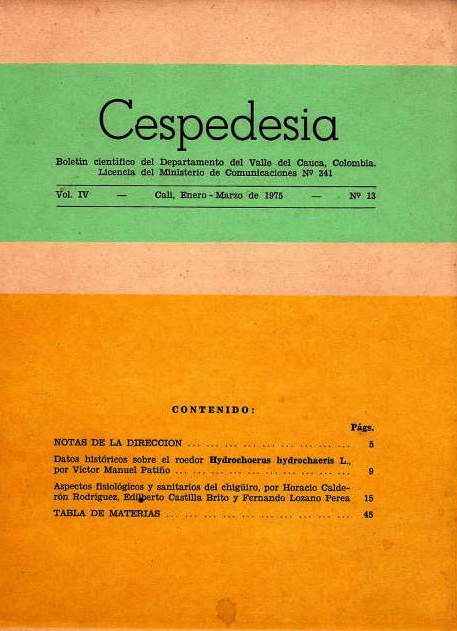 Cespedesia
Boletín científico del Departamento del Valle del Cauca, Colombia.
Licencia del Ministerio de Comunicaciones Nº 341
Vol. IV — Cali, Enero - Marzo de 1975 — Nº 13
CONTENIDO:
Págs.
NOTAS DE LA DIRECCION ... ... ... ... ... ... ... ... ... 5
Datos históricos sobre el roedor Hydrochoerus hydrochaeris L.,
por Víctor Manuel Patiño ... ... ... ... ... ... ... ... ... ... 9
Aspectos fisiológicos y sanitarios del chigüiro, por Horacio Calde-
rón Rodríguez, Edilberto Castilla Brito y Fernando Lozano Perea 15
TABLA DE MATERIAS ... ... ... ... ... ... ... ... ... ... 45